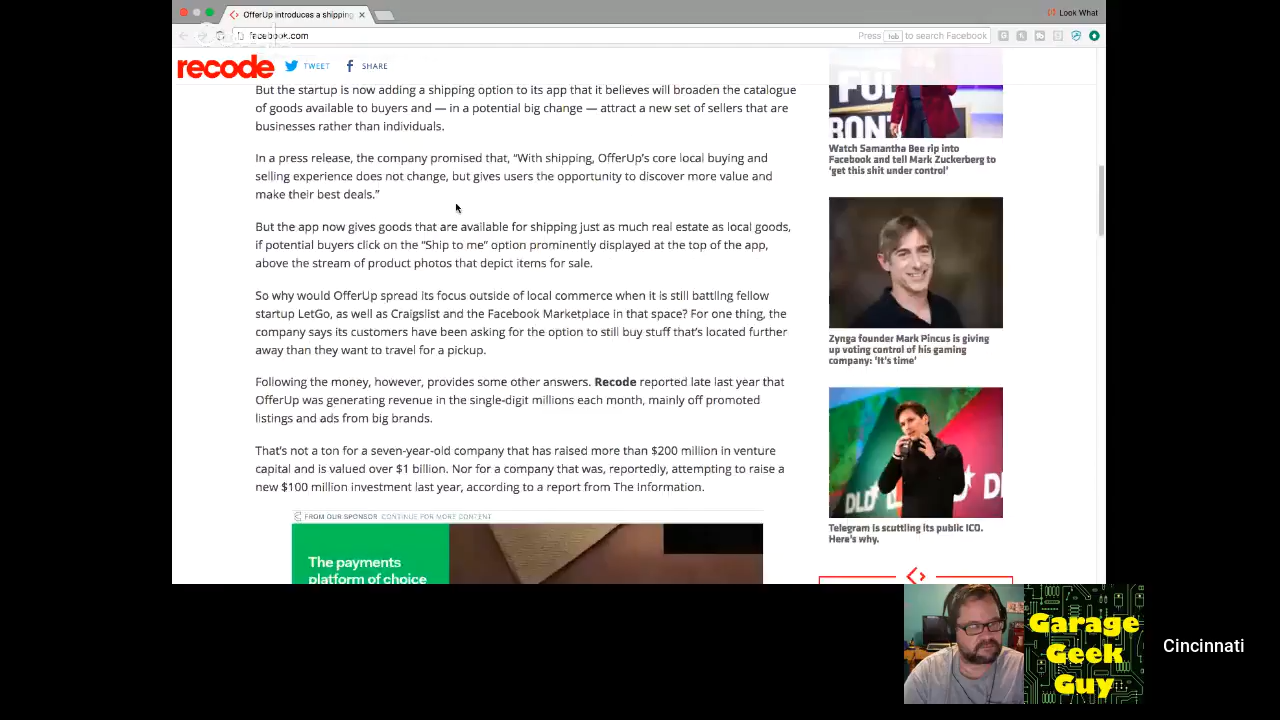 OfferUp introduces a shipping
Look What
facebook.com
Press Tab to search Facebook
recode
TWEET
SHARE
But the startup is now adding a shipping option to its app that it believes will broaden the catalogue
of goods available to buyers and — in a potential big change — attract a new set of sellers that are
businesses rather than individuals.
In a press release, the company promised that, “With shipping, OfferUp’s core local buying and
selling experience does not change, but gives users the opportunity to discover more value and
make their best deals.”
But the app now gives goods that are available for shipping just as much real estate as local goods,
if potential buyers click on the “Ship to me” option prominently displayed at the top of the app,
above the stream of product photos that depict items for sale.
So why would OfferUp spread its focus outside of local commerce when it is still battling fellow
startup LetGo, as well as Craigslist and the Facebook Marketplace in that space? For one thing, the
company says its customers have been asking for the option to still buy stuff that’s located further
away than they want to travel for a pickup.
Following the money, however, provides some other answers. Recode reported late last year that
OfferUp was generating revenue in the single-digit millions each month, mainly off promoted
listings and ads from big brands.
That's not a ton for a seven-year-old company that has raised more than $200 million in venture
capital and is valued over $1 billion. Nor for a company that was, reportedly, attempting to raise a
new $100 million investment last year, according to a report from The Information.
FROM OUR SPONSOR CONTINUE FOR MORE CONTENT
The payments
platform of choice
FUL
RONT
Watch Samantha Bee rip into
Facebook and tell Mark Zuckerberg to
‘get this shit under control’
Zynga founder Mark Pincus is giving
up voting control of his gaming
company: ‘It’s time’
DLD
D
Telegram is scuttling its public ICO.
Here’s why.
Garage
Geek
Guy
Cincinnati